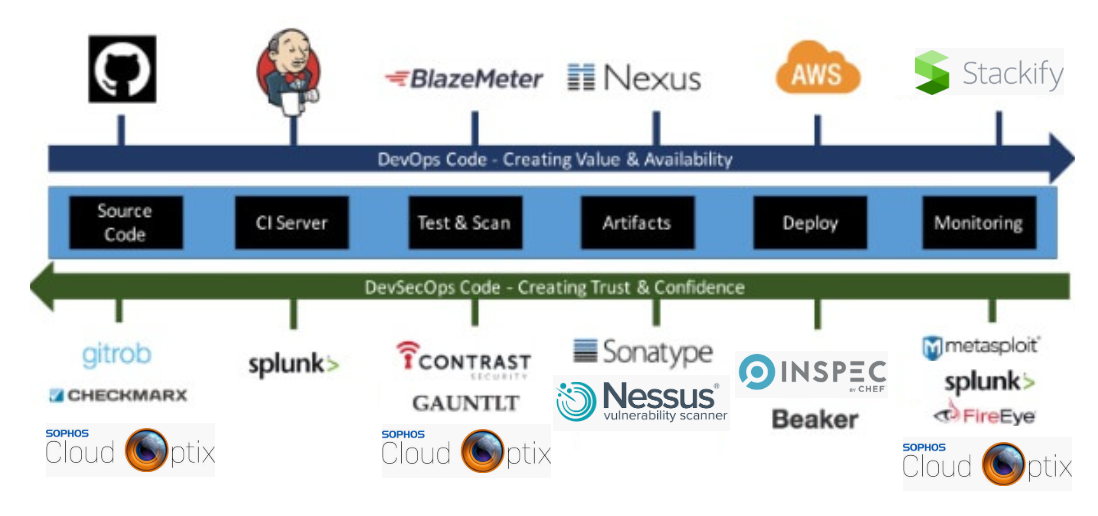 BlazeMeter
Nexus
AWS
Stackify
DevOps Code - Creating Value & Availability
Source
Code
CI Server
Test & Scan
Artifacts
Deploy
Monitoring
DevSecOps Code - Creating Trust & Confidence
gitrob
CHECKMARX
SOPHOS
Cloud Optix
splunk>
CONTRAST
SECURITY
GAUNTLT
SOPHOS
Cloud Optix
Sonatype
Nessus®
vulnerability scanner
INSPEC
BY CHEF
Beaker
metasploit®
splunk>
FireEye
SOPHOS
Cloud Optix